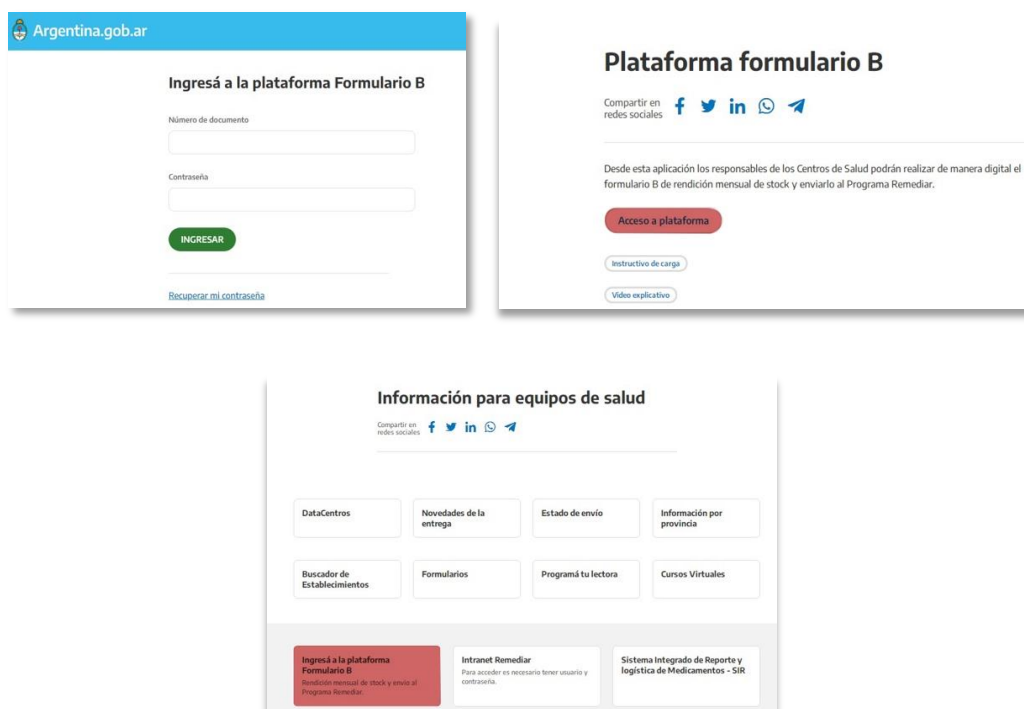 Argentina.gob.ar
Ingresá a la plataforma Formulario B
Número de documento
Contraseña
INGRESAR
Recuperar mi contraseña
Plataforma formulario B
Compartir en
redes sociales
Desde esta aplicación los responsables de los Centros de Salud podrán realizar de manera digital el
formulario B de rendición mensual de stock y enviarlo al Programa Remediar.
Acceso a plataforma
Instructivo de carga
Video explicativo
Información para equipos de salud
Compartir en
redes sociales
DataCentros
Novedades de la
entrega
Estado de envío
Información por
provincia
Buscador de
Establecimientos
Formularios
Programá tu lectora
Cursos Virtuales
Ingresá a la plataforma
Formulario B
Rendición mensual de stock y envío al
Programa Remediar.
Intranet Remediar
Para acceder es necesario tener usuario y
contraseña.
Sistema Integrado de Reporte y
logística de Medicamentos - SIR